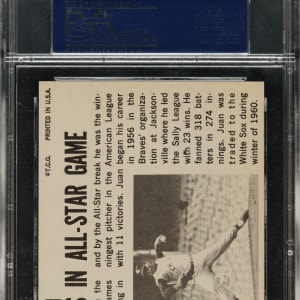 ©T.C.G. PRINTED IN U.S.A.
IN ALL-STAR GAME
the and by the All-Star break he was the win-
ames ningest pitcher in the American League
ing with 11 victories. Juan began his career
in 1956 in the
Braves' organiza-
tion at Jackson-
ville where he led
the Sally League
with 23 wins. He
fanned 318 bat-
ters in 274 in-
nings. Juan was
traded to the
White Sox during
winter of 1960.